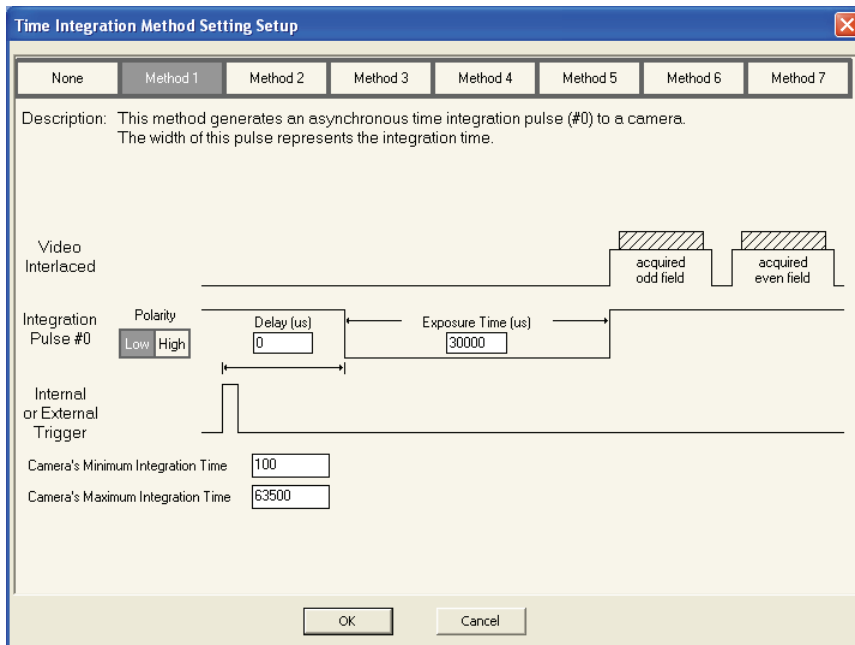 Time Integration Method Setting Setup
None Method 1 Method 2 Method 3 Method 4 Method 5 Method 6 Method 7
Description: This method generates an asynchronous time integration pulse (#0) to a camera.
The width of this pulse represents the integration time.
Video
Interlaced
acquired
odd field
acquired
even field
Integration
Pulse #0
Polarity
Low High
Delay (us)
0
Exposure Time (us)
30000
Internal
or External
Trigger
Camera's Minimum Integration Time 100
Camera's Maximum Integration Time 63500
OK Cancel